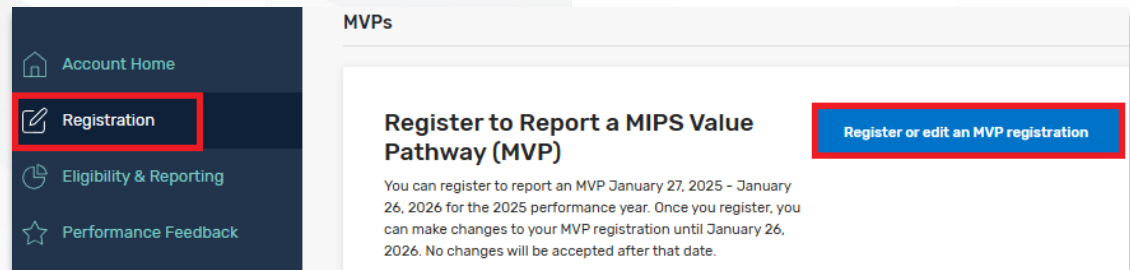 MVPs
Account Home
Registration
Eligibility & Reporting
Performance Feedback
Register to Report a MIPS Value
Pathway (MVP)
Register or edit an MVP registration
You can register to report an MVP January 27, 2025 - January
26, 2026 for the 2025 performance year. Once you register, you
can make changes to your MVP registration until January 26,
2026. No changes will be accepted after that date.